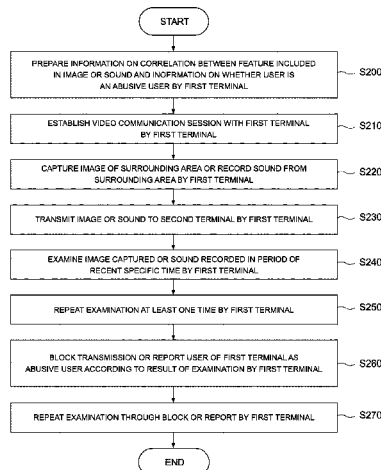 START
PREPARE INFORMATION ON CORRELATION BETWEEN FEATURE INCLUDED
IN IMAGE OR SOUND AND INOFRMATION ON WHETHER USER IS
AN ABUSIVE USER BY FIRST TERMINAL
S200
ESTABLISH VIDEO COMMUNICATION SESSION WITH FIRST TERMINAL
BY FIRST TERMINAL
S210
CAPTURE IMAGE OF SURROUNDING AREA OR RECORD SOUND FROM
SURROUNDING AREA BY FIRST TERMINAL
S220
TRANSMIT IMAGE OR SOUND TO SECOND TERMINAL BY FIRST TERMINAL
S230
EXAMINE IMAGE CAPTURED OR SOUND RECORDED IN PERIOD OF
RECENT SPECIFIC TIME BY FIRST TERMINAL
S240
REPEAT EXAMINATION AT LEAST ONE TIME BY FIRST TERMINAL
S250
BLOCK TRANSMISSION OR REPORT USER OF FIRST TERMINAL AS
ABUSIVE USER ACCORDING TO RESULT OF EXAMINATION BY FIRST TERMINAL
S260
REPEAT EXAMINATION THROUGH BLOCK OR REPORT BY FIRST TERMINAL
S270
END